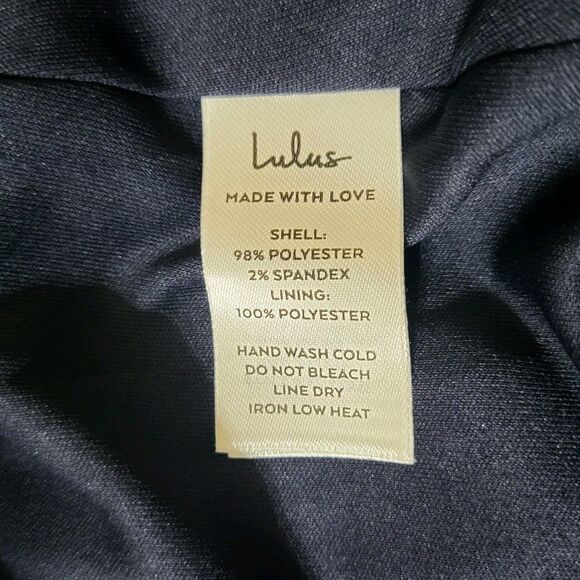 Lulus
MADE WITH LOVE
SHELL:
98% POLYESTER
2% SPANDEX
LINING:
100% POLYESTER
HAND WASH COLD
DO NOT BLEACH
LINE DRY
IRON LOW HEAT